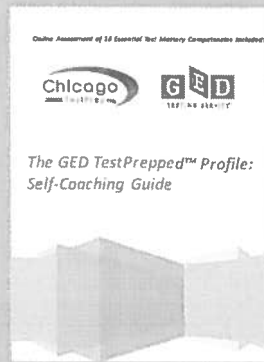 Online Assessment of 16 Essential Test Mastery Competencies Included!
Chicago
GED
TESTING SERVICE
The GED TestPrepped™ Profile:
Self-Coaching Guide